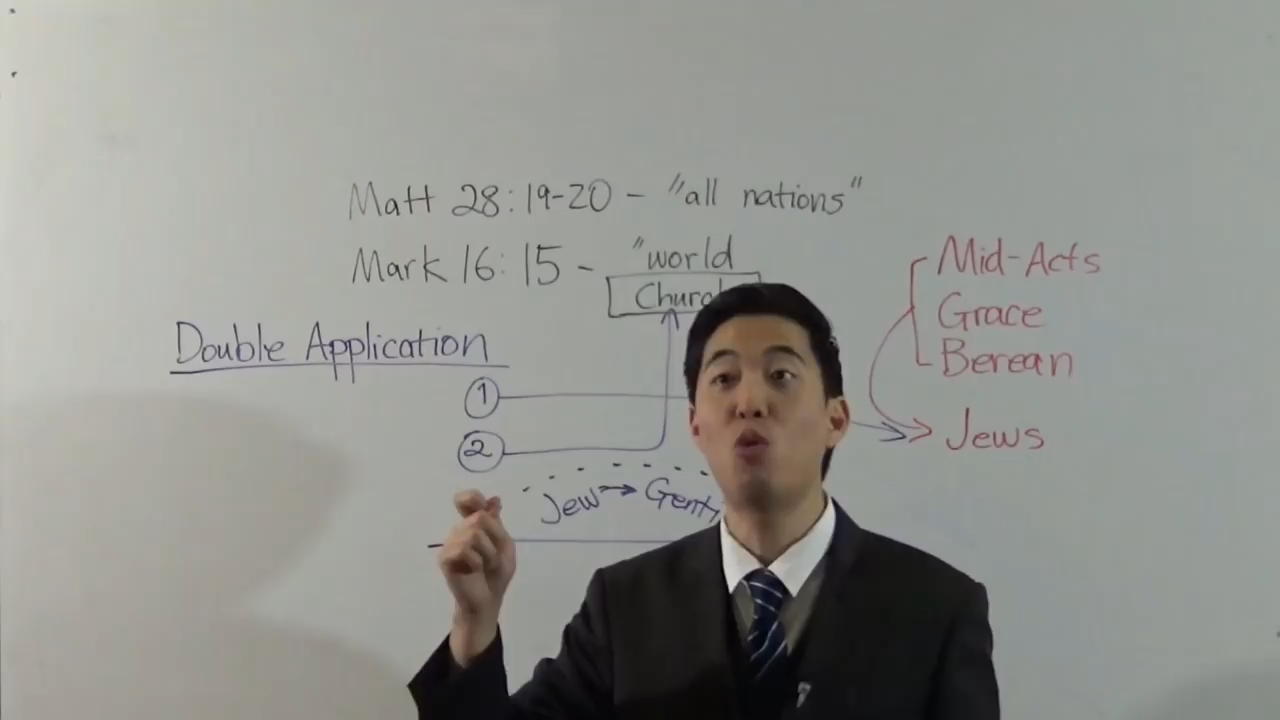 Matt 28:19-20 - "all nations"
Mark 16:15 - "world
Double Application
1
2
Jew → 
Mid-Acts
Grace
Berean
Jews